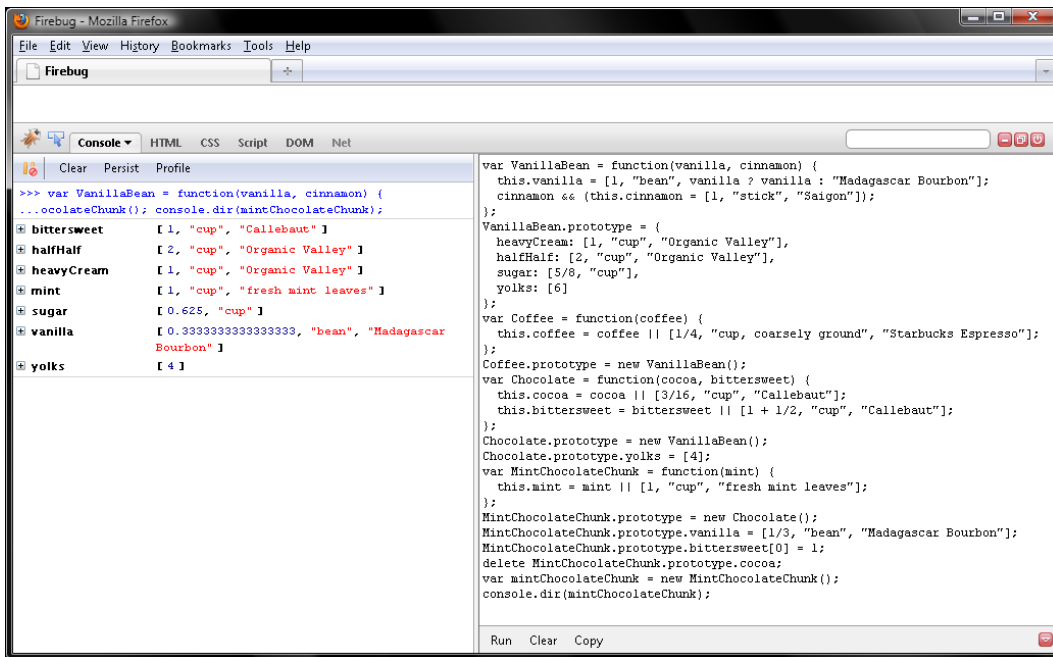 Firebug - Mozilla Firefox
File Edit View History Bookmarks Tools Help
Firebug
Console HTML CSS Script DOM Net
Clear Persist Profile
>>> var VanillaBean = function(vanilla, cinnamon) {
...ocolateChunk(); console.dir(mintChocolateChunk);
bittersweet [ 1, "cup", "Callebaut" ]
halfHalf [ 2, "cup", "Organic Valley" ]
heavyCream [ 1, "cup", "Organic Valley" ]
mint [ 1, "cup", "fresh mint leaves" ]
sugar [ 0.625, "cup" ]
vanilla [ 0.3333333333333333, "bean", "Madagascar
Bourbon" ]
yolks [ 4 ]
var VanillaBean = function(vanilla, cinnamon) {
this.vanilla = [1, "bean", vanilla ? vanilla : "Madagascar Bourbon"];
cinnamon && (this.cinnamon = [1, "stick", "Saigon"]);
};
VanillaBean.prototype = {
heavyCream: [1, "cup", "Organic Valley"],
halfHalf: [2, "cup", "Organic Valley"],
sugar: [5/8, "cup"],
yolks: [6]
};
var Coffee = function(coffee) {
this.coffee = coffee || [1/4, "cup, coarsely ground", "Starbucks Espresso"];
};
Coffee.prototype = new VanillaBean();
var Chocolate = function(cocoa, bittersweet) {
this.cocoa = cocoa || [3/16, "cup", "Callebaut"];
this.bittersweet = bittersweet || [1 + 1/2, "cup", "Callebaut"];
};
Chocolate.prototype = new VanillaBean();
Chocolate.prototype.yolks = [4];
var MintChocolateChunk = function(mint) {
this.mint = mint || [1, "cup", "fresh mint leaves"];
};
MintChocolateChunk.prototype = new Chocolate();
MintChocolateChunk.prototype.vanilla = [1/3, "bean", "Madagascar Bourbon"];
MintChocolateChunk.prototype.bittersweet[0] = 1;
delete MintChocolateChunk.prototype.cocoa;
var mintChocolateChunk = new MintChocolateChunk();
console.dir(mintChocolateChunk);
Run Clear Copy